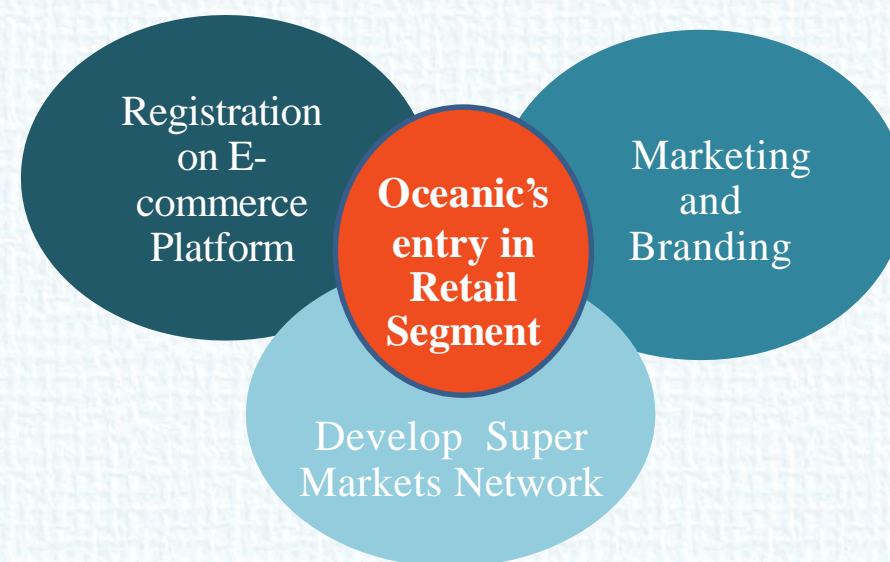 Registration
on E-
commerce
Platform
Oceanic's
entry in
Retail
Segment
Marketing
and
Branding
Develop Super
Markets Network